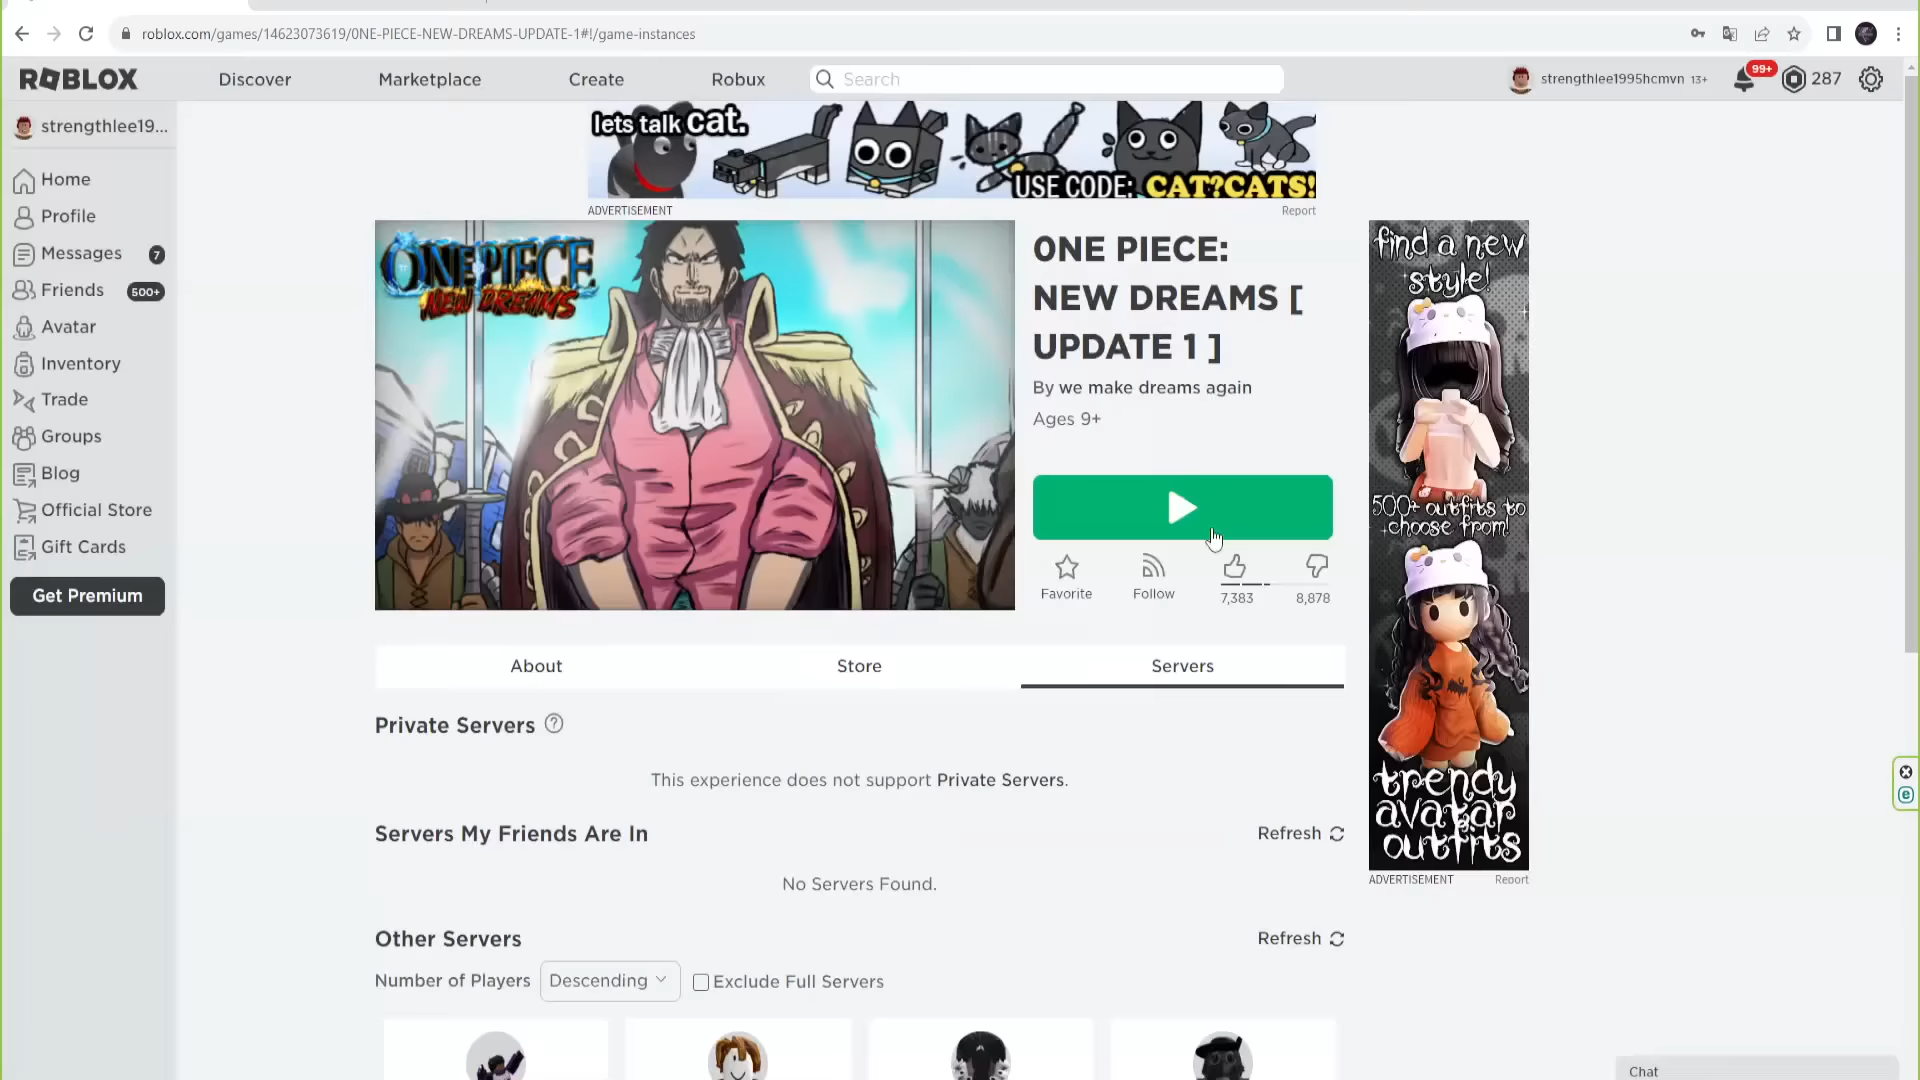 roblox.com/games/14623073619/0NE-PIECE-NEW-DREAMS-UPDATE-1#!/game-instances
ROBLOX
Discover
Marketplace
Create
Robux
Search
strengthlee1995hcmvn 13+
99+
287
strengthlee19...
Home
Profile
Messages 7
Friends 500+
Avatar
Inventory
Trade
Groups
Blog
Official Store
Gift Cards
Get Premium
lets talk cat.
USE CODE: CAT?CATS!
ADVERTISEMENT
Report
ONE PIECE
NEW DREAMS
0NE PIECE:
NEW DREAMS [
UPDATE 1 ]
By we make dreams again
Ages 9+
Favorite
Follow
7,383
8,878
find a new
style!
500+ outfits to
choose from!
trendy
avatar
outfits
ADVERTISEMENT
Report
About
Store
Servers
Private Servers
This experience does not support Private Servers.
Servers My Friends Are In
Refresh
No Servers Found.
Other Servers
Refresh
Number of Players
Descending
Exclude Full Servers
Chat